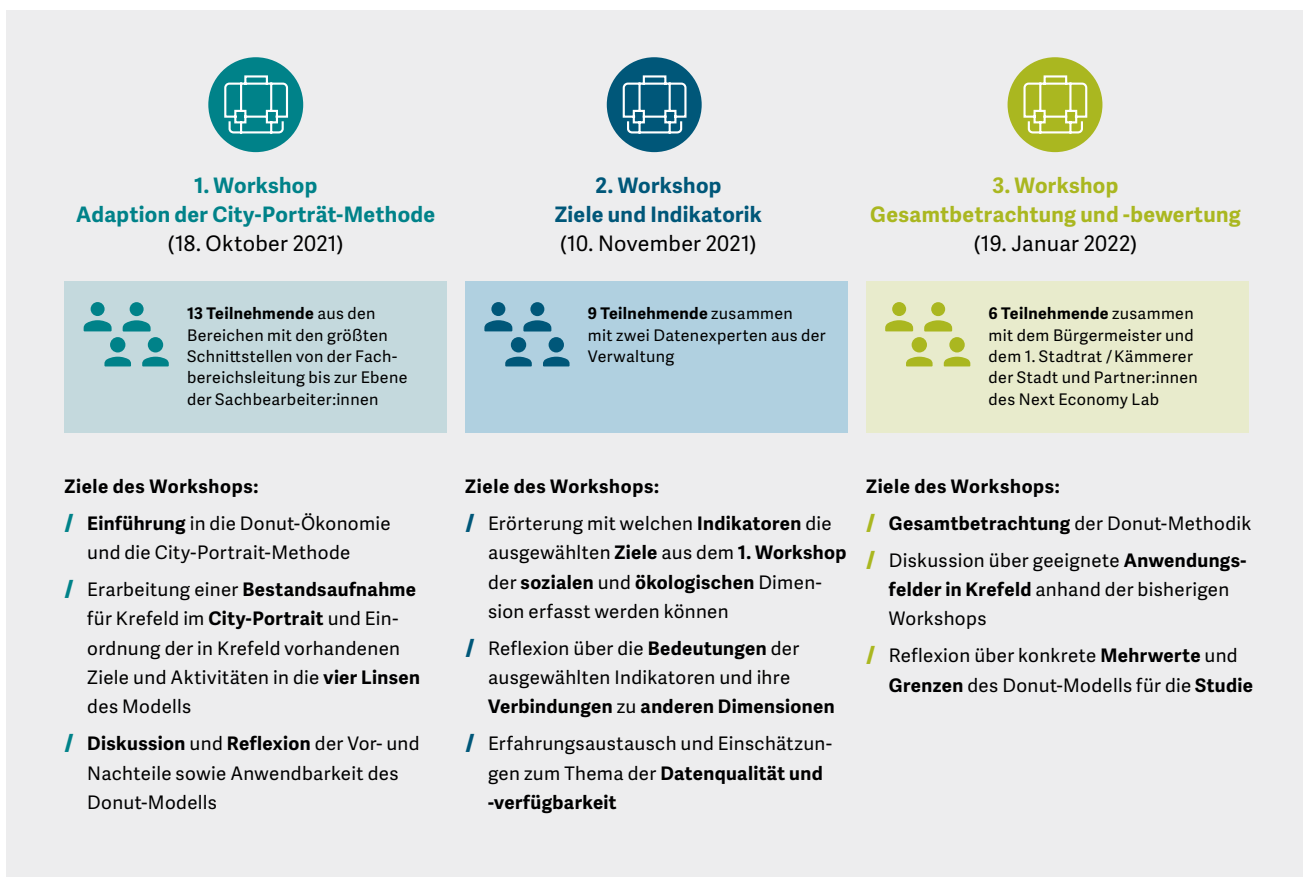 1. Workshop
Adaption der City-Porträt-Methode
(18. Oktober 2021)
13 Teilnehmende aus den
Bereichen mit den größten
Schnittstellen von der Fach-
bereichsleitung bis zur Ebene
der Sachbearbeiter:innen
Ziele des Workshops:
/ Einführung in die Donut-Ökonomie
und die City-Portrait-Methode
/ Erarbeitung einer Bestandsaufnahme
für Krefeld im City-Portrait und Ein-
ordnung der in Krefeld vorhandenen
Ziele und Aktivitäten in die vier Linsen
des Modells
/ Diskussion und Reflexion der Vor- und
Nachteile sowie Anwendbarkeit des
Donut-Modells
2. Workshop
Ziele und Indikatorik
(10. November 2021)
9 Teilnehmende zusammen
mit zwei Datenexperten aus der
Verwaltung
Ziele des Workshops:
/ Erörterung mit welchen Indikatoren die
ausgewählten Ziele aus dem 1. Workshop
der sozialen und ökologischen Dimen-
sion erfasst werden können
/ Reflexion über die Bedeutungen der
ausgewählten Indikatoren und ihre
Verbindungen zu anderen Dimensionen
/ Erfahrungsaustausch und Einschätzun-
gen zum Thema der Datenqualität und
-verfügbarkeit
3. Workshop
Gesamtbetrachtung und -bewertung
(19. Januar 2022)
6 Teilnehmende zusammen
mit dem Bürgermeister und
dem 1. Stadtrat / Kämmerer
der Stadt und Partner:innen
des Next Economy Lab
Ziele des Workshops:
/ Gesamtbetrachtung der Donut-Methodik
/ Diskussion über geeignete Anwendungs-
felder in Krefeld anhand der bisherigen
Workshops
/ Reflexion über konkrete Mehrwerte und
Grenzen des Donut-Modells für die Studie